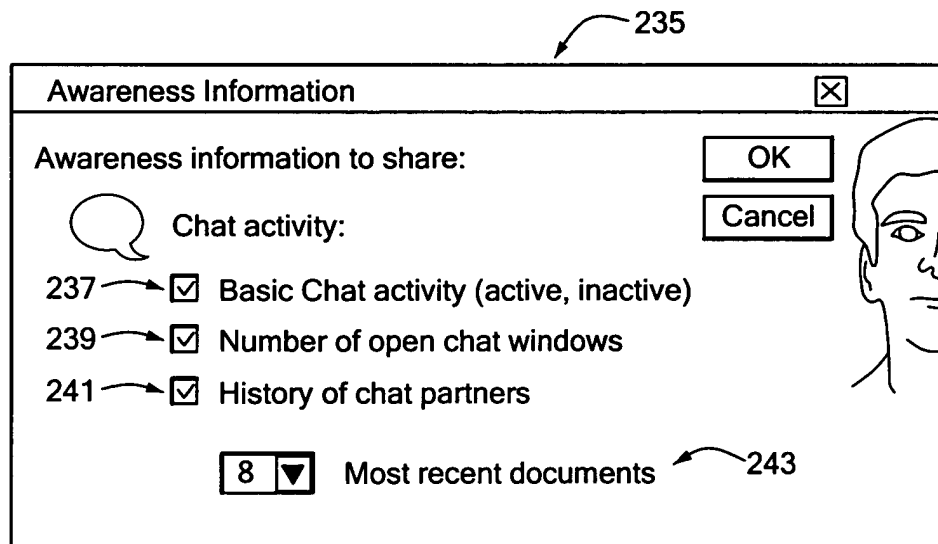 235
Awareness Information
Awareness information to share:
OK
Cancel
Chat activity:
237 Basic Chat activity (active, inactive)
239 Number of open chat windows
241 History of chat partners
8 Most recent documents 243